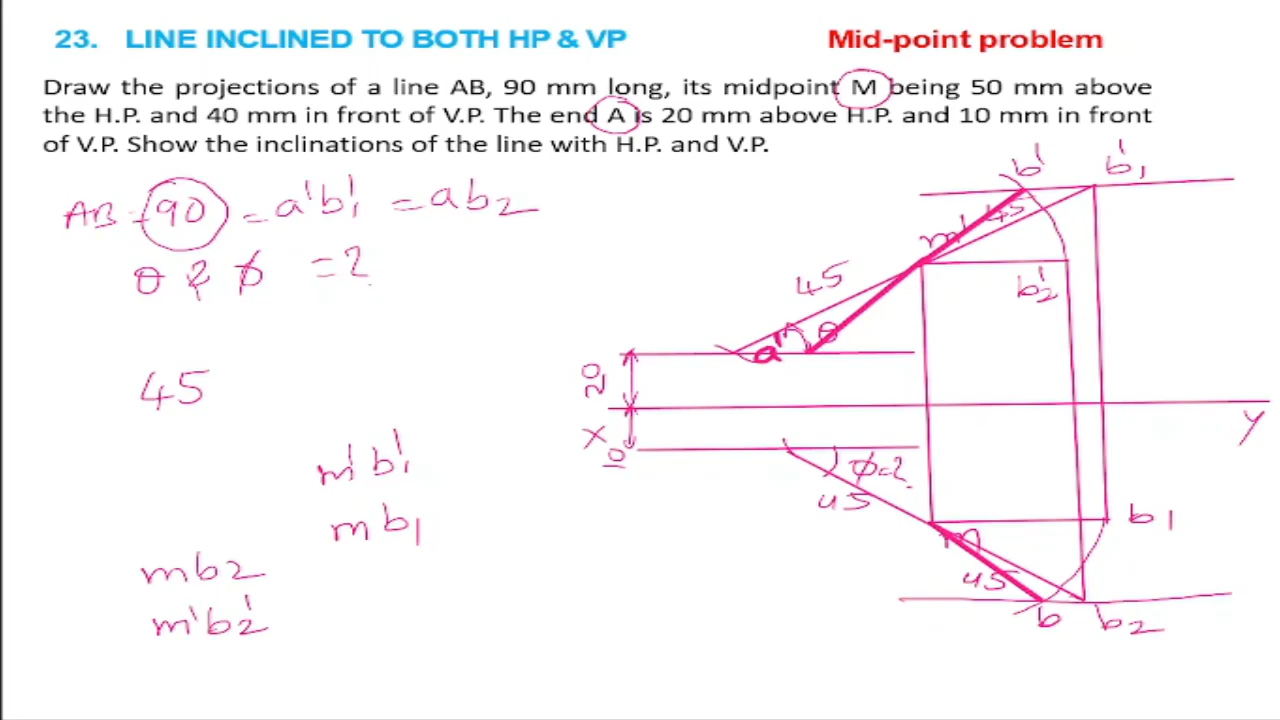 23. LINE INCLINED TO BOTH HP & VP
Mid-point problem
Draw the projections of a line AB, 90 mm long, its midpoint M being 50 mm above
the H.P. and 40 mm in front of V.P. The end A is 20 mm above H.P. and 10 mm in front
of V.P. Show the inclinations of the line with H.P. and V.P.
AB = 90 = a'b'1 = ab2
θ & φ = ?
45
m'b'1
mb1
mb2
m'b2'
b'
b'1
45
m'
45
b'2
θ
a'
20
X
Y
10
φ=?
45
b1
m
45
b
b2